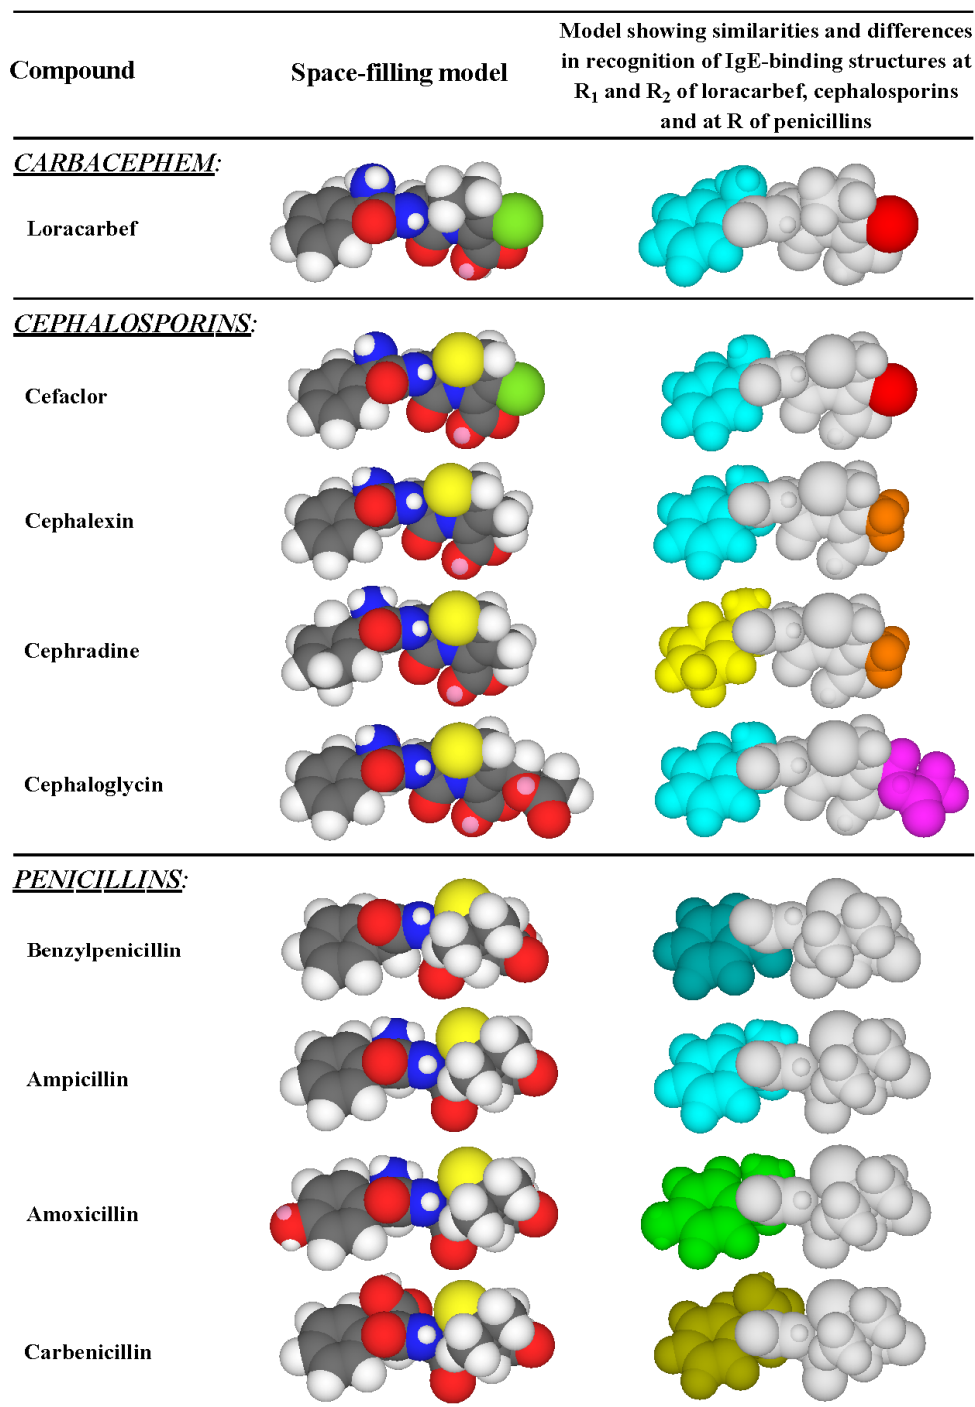 Compound
Space-filling model
Model showing similarities and differences
in recognition of IgE-binding structures at
R1 and R2 of loracarbef, cephalosporins
and at R of penicillins
CARBACEPHEM:
Loracarbef
CEPHALOSPORINS:
Cefaclor
Cephalexin
Cephradine
Cephaloglycin
PENICILLINS:
Benzylpenicillin
Ampicillin
Amoxicillin
Carbenicillin